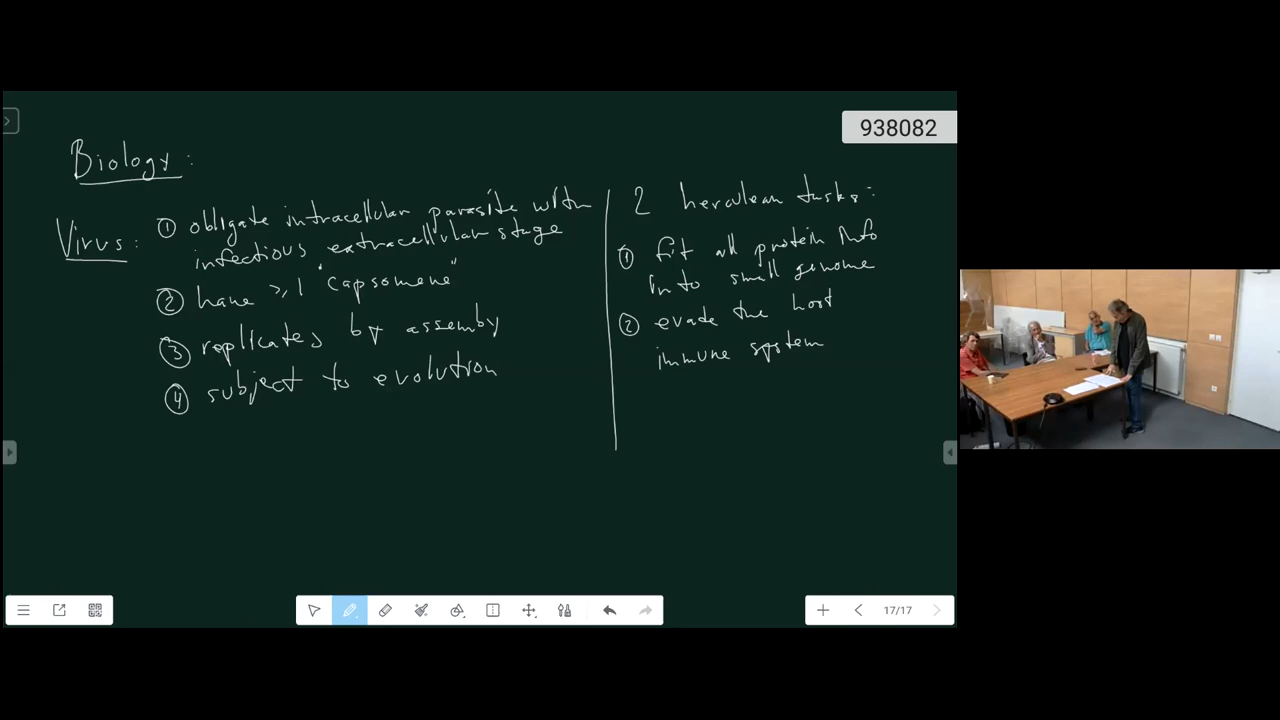 938082
Biology:
Virus: ① obligate intracellular parasite with
infectious extracellular stage
② have ⩾ 1 "capsomene"
③ replicates by assembly
④ subject to evolution
2 herculean tasks:
① fit all protein info
into small genome
② evade the host
immune system
17/17